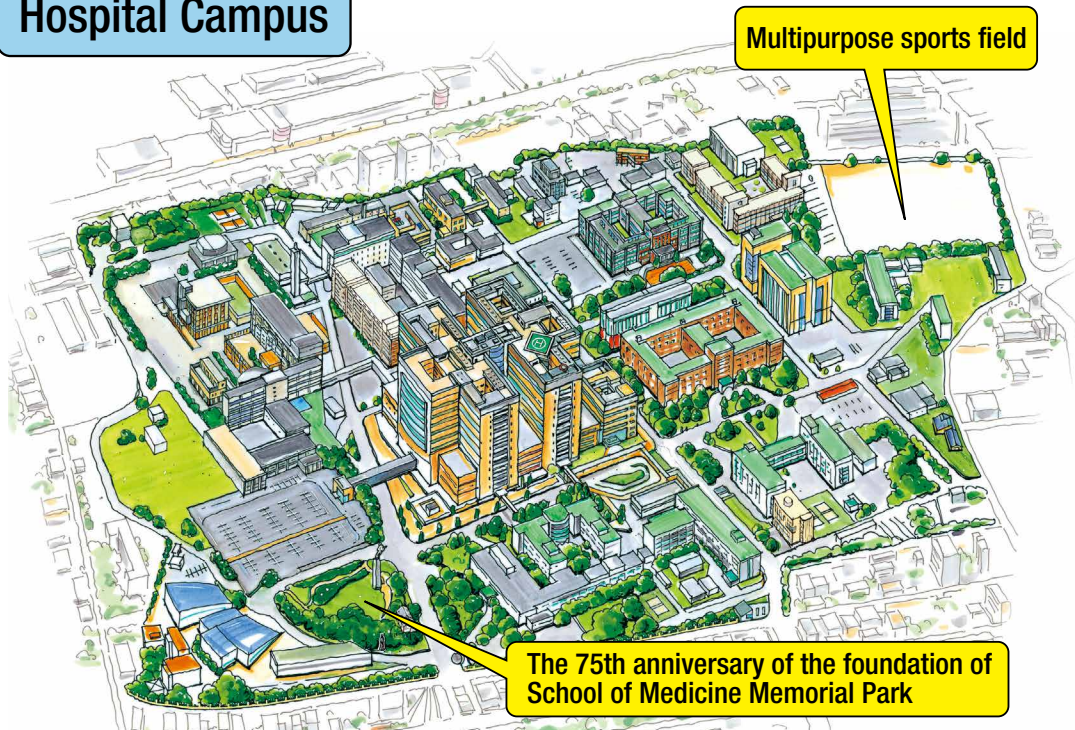 Hospital Campus
Multipurpose sports field
H
The 75th anniversary of the foundation of
School of Medicine Memorial Park